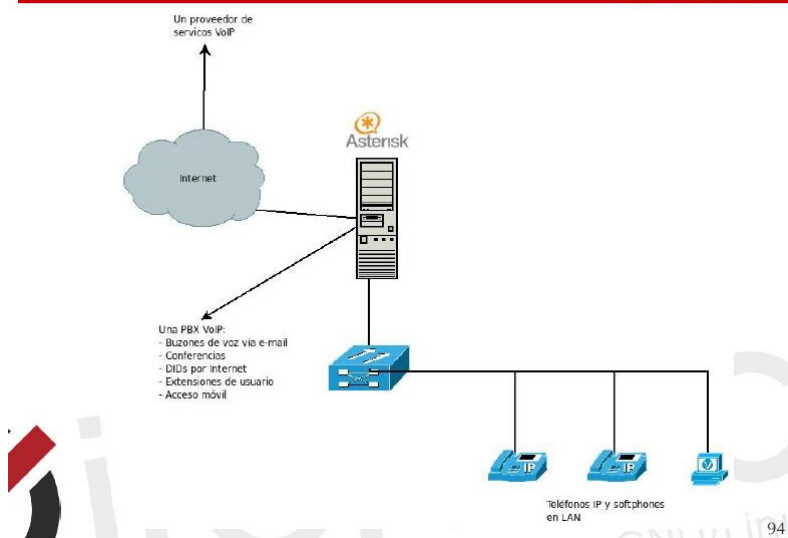 Un proveedor de
servicos VoIP
Asterisk
Internet
Una PBX VoIP:
- Buzones de voz vía e-mail
- Conferencias
- DIDs por Internet
- Extensiones de usuario
- Acceso móvil
IP
IP
Teléfonos IP y softphones
en LAN
94